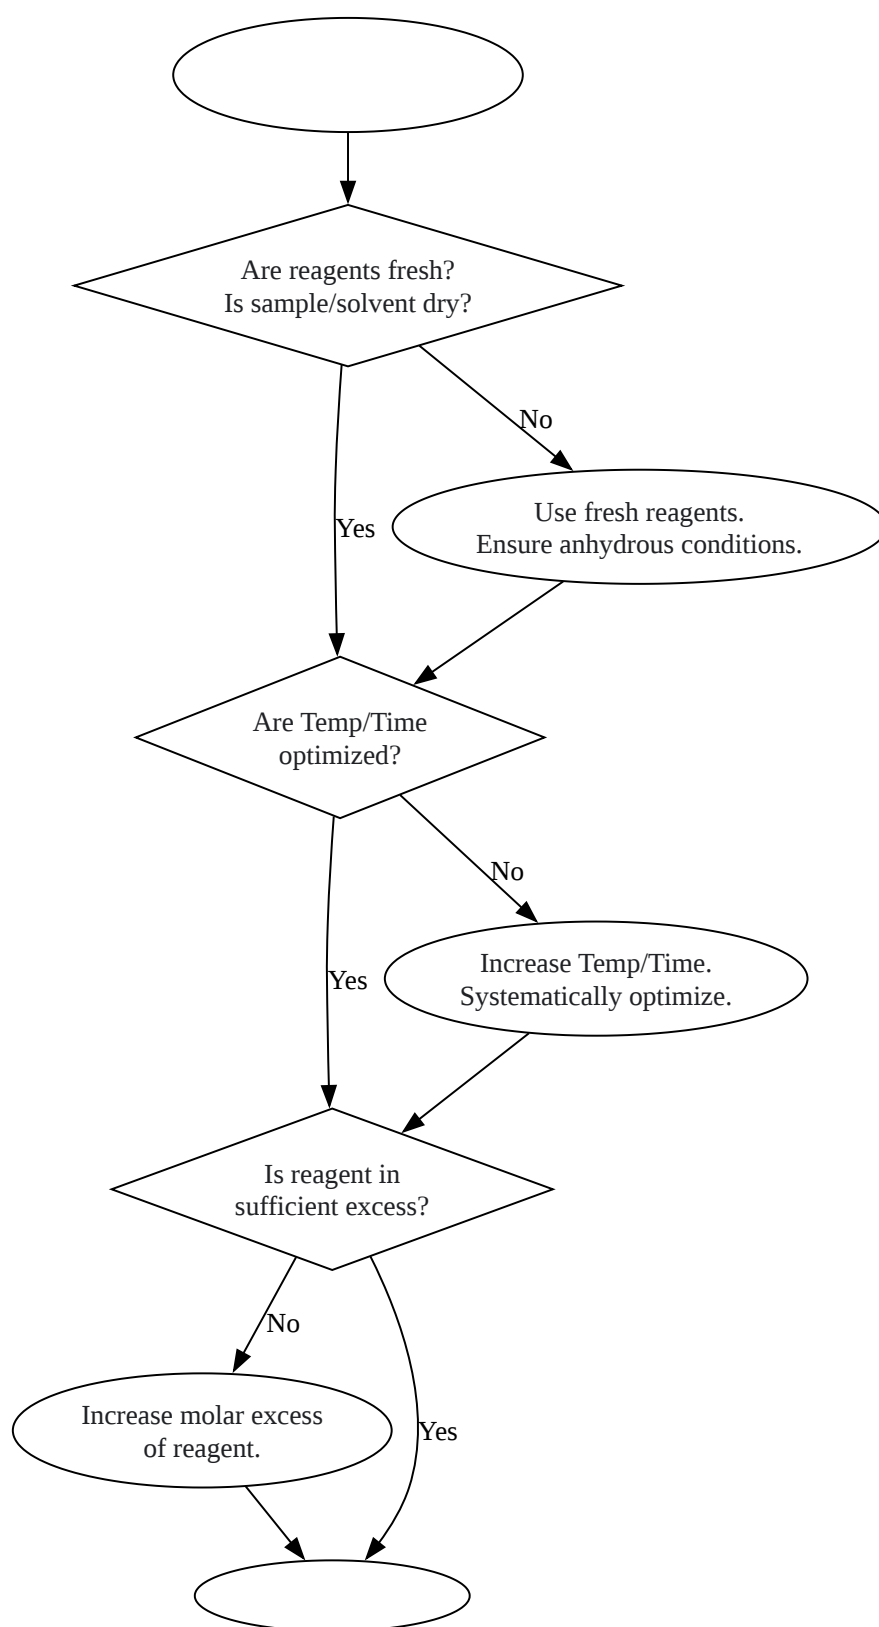 Are reagents fresh?
Is sample/solvent dry?
No
Use fresh reagents.
Ensure anhydrous conditions.
Yes
Are Temp/Time
optimized?
No
Increase Temp/Time.
Systematically optimize.
Yes
Is reagent in
sufficient excess?
No
Increase molar excess
of reagent.
Yes